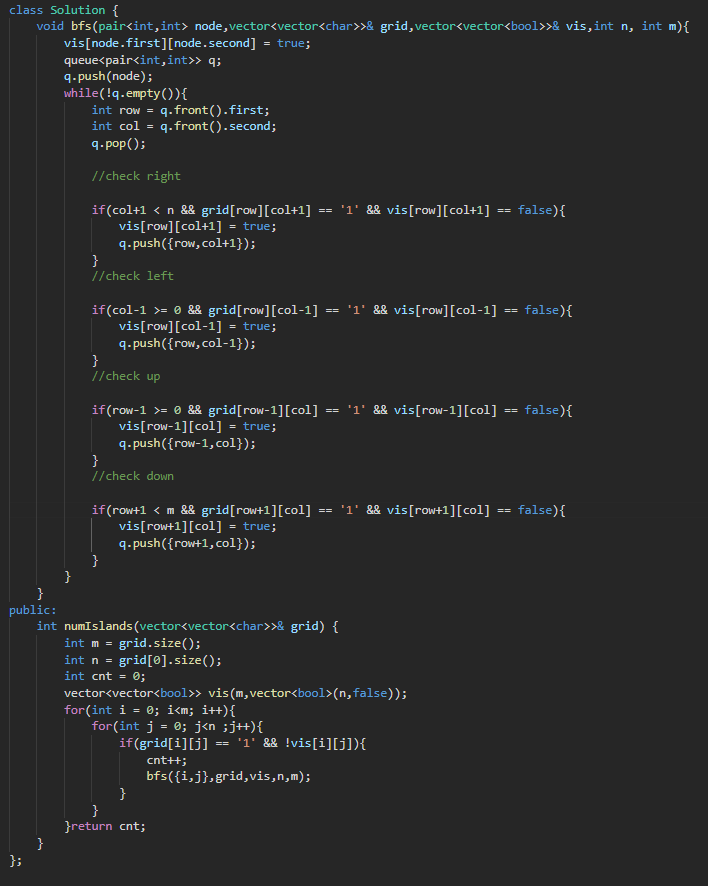 class Solution {
    void bfs(pair<int,int> node,vector<vector<char>>& grid,vector<vector<bool>>& vis,int n, int m){
        vis[node.first][node.second] = true;
        queue<pair<int,int>> q;
        q.push(node);
        while(!q.empty()){
            int row = q.front().first;
            int col = q.front().second;
            q.pop();
            //check right
            if(col+1 < n && grid[row][col+1] == '1' && vis[row][col+1] == false){
                vis[row][col+1] = true;
                q.push({row,col+1});
            }
            //check left
            if(col-1 >= 0 && grid[row][col-1] == '1' && vis[row][col-1] == false){
                vis[row][col-1] = true;
                q.push({row,col-1});
            }
            //check up
            if(row-1 >= 0 && grid[row-1][col] == '1' && vis[row-1][col] == false){
                vis[row-1][col] = true;
                q.push({row-1,col});
            }
            //check down
            if(row+1 < m && grid[row+1][col] == '1' && vis[row+1][col] == false){
                vis[row+1][col] = true;
                q.push({row+1,col});
            }
        }
    }
public:
    int numIslands(vector<vector<char>>& grid) {
        int m = grid.size();
        int n = grid[0].size();
        int cnt = 0;
        vector<vector<bool>> vis(m,vector<bool>(n,false));
        for(int i = 0; i<m; i++){
            for(int j = 0; j<n ;j++){
                if(grid[i][j] == '1' && !vis[i][j]){
                    cnt++;
                    bfs({i,j},grid,vis,n,m);
                }
            }
        }return cnt;
    }
};